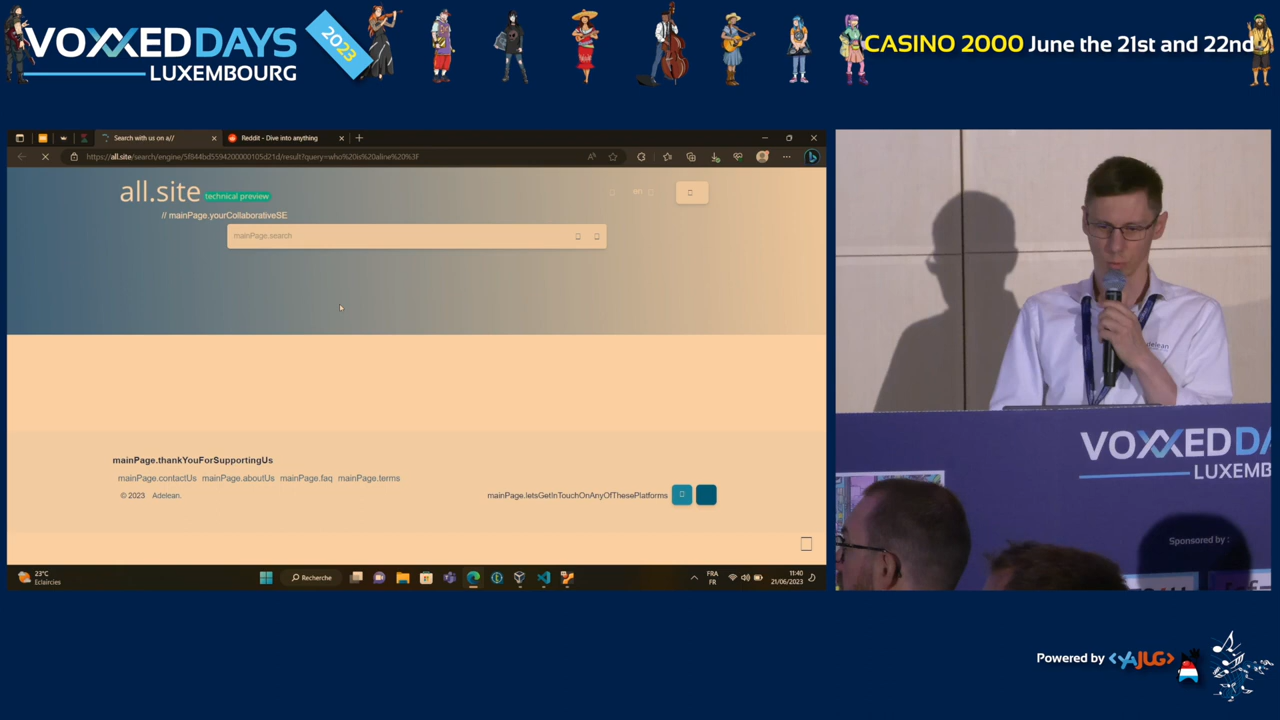 VOXXED DAYS
LUXEMBOURG
2023
CASINO 2000 June the 21st and 22nd
Search with us on a//
Reddit - Dive into anything
https://all.site/search/engine/5f844bd5594200000105d21d/result?query=who%20is%20aline%20%3F
all.site technical preview
// mainPage.yourCollaborativeSE
mainPage.search
mainPage.thankYouForSupportingUs
mainPage.contactUs mainPage.aboutUs mainPage.faq mainPage.terms
© 2023 Adelean.
mainPage.letsGetInTouchOnAnyOfThesePlatforms
23°C
Eclaircies
Recherche
FRA
FR
11:40
21/06/2023
adelean
VOXXED DA
LUXEMB
Sponsored by :
Powered by <YAJUG>